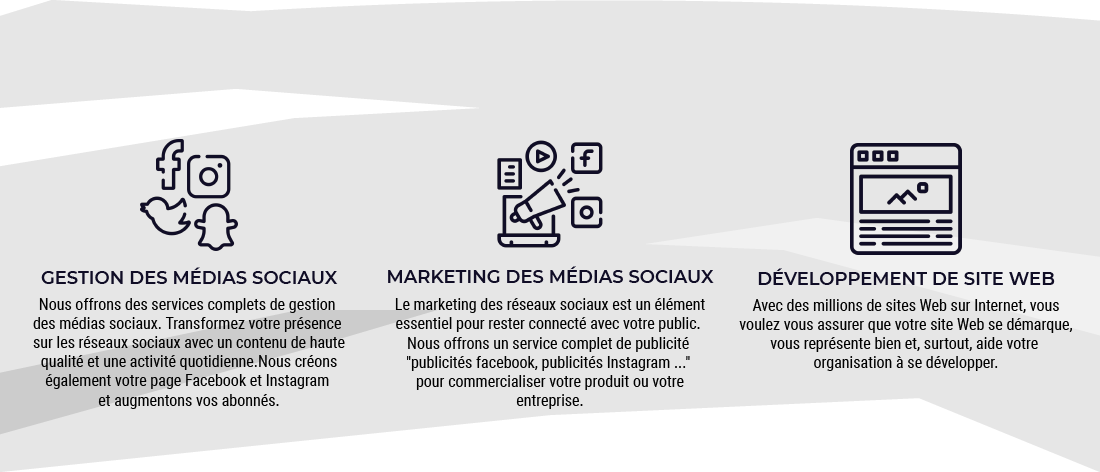 GESTION DES MÉDIAS SOCIAUX
Nous offrons des services complets de gestion
des médias sociaux. Transformez votre présence
sur les réseaux sociaux avec un contenu de haute
qualité et une activité quotidienne.Nous créons
également votre page Facebook et Instagram
et augmentons vos abonnés.
MARKETING DES MÉDIAS SOCIAUX
Le marketing des réseaux sociaux est un élément
essentiel pour rester connecté avec votre public.
Nous offrons un service complet de publicité
"publicités facebook, publicités Instagram ..."
pour commercialiser votre produit ou votre
entreprise.
DÉVELOPPEMENT DE SITE WEB
Avec des millions de sites Web sur Internet, vous
voulez vous assurer que votre site Web se démarque,
vous représente bien et, surtout, aide votre
organisation à se développer.